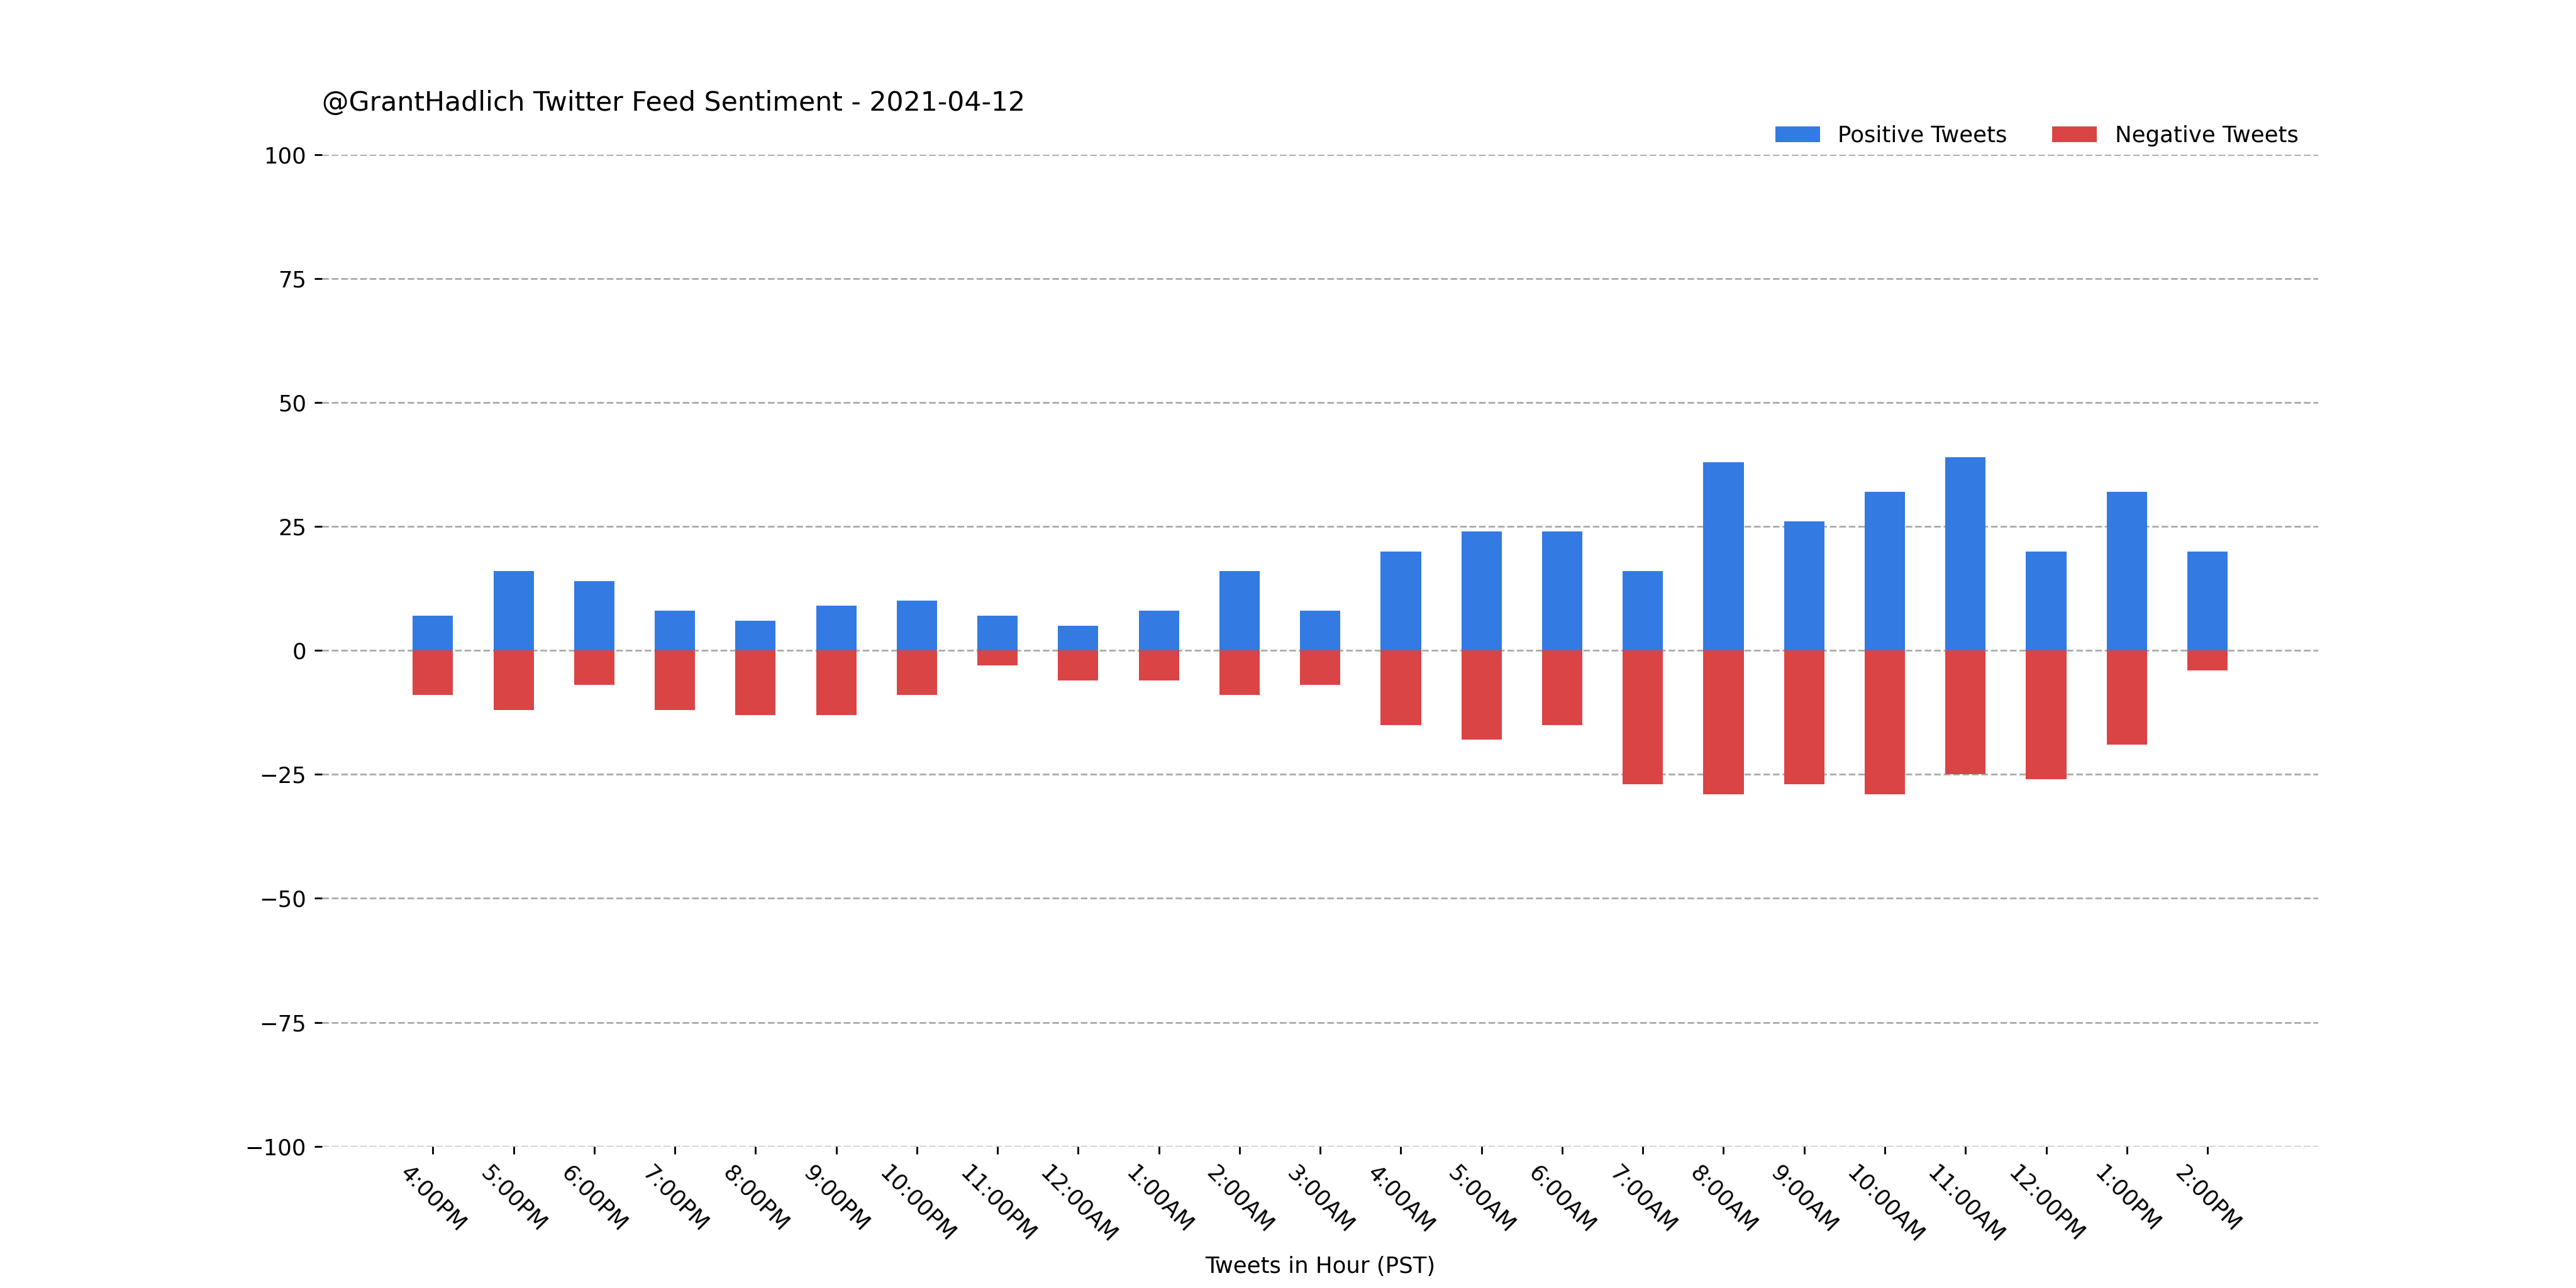 @GrantHadlich Twitter Feed Sentiment - 2021-04-12
Positive Tweets
Negative Tweets
100
75
50
25
0
−25
−50
−75
−100
4:00PM
5:00PM
6:00PM
7:00PM
8:00PM
9:00PM
10:00PM
11:00PM
12:00AM
1:00AM
2:00AM
3:00AM
4:00AM
5:00AM
6:00AM
7:00AM
8:00AM
9:00AM
10:00AM
11:00AM
12:00PM
1:00PM
2:00PM
Tweets in Hour (PST)